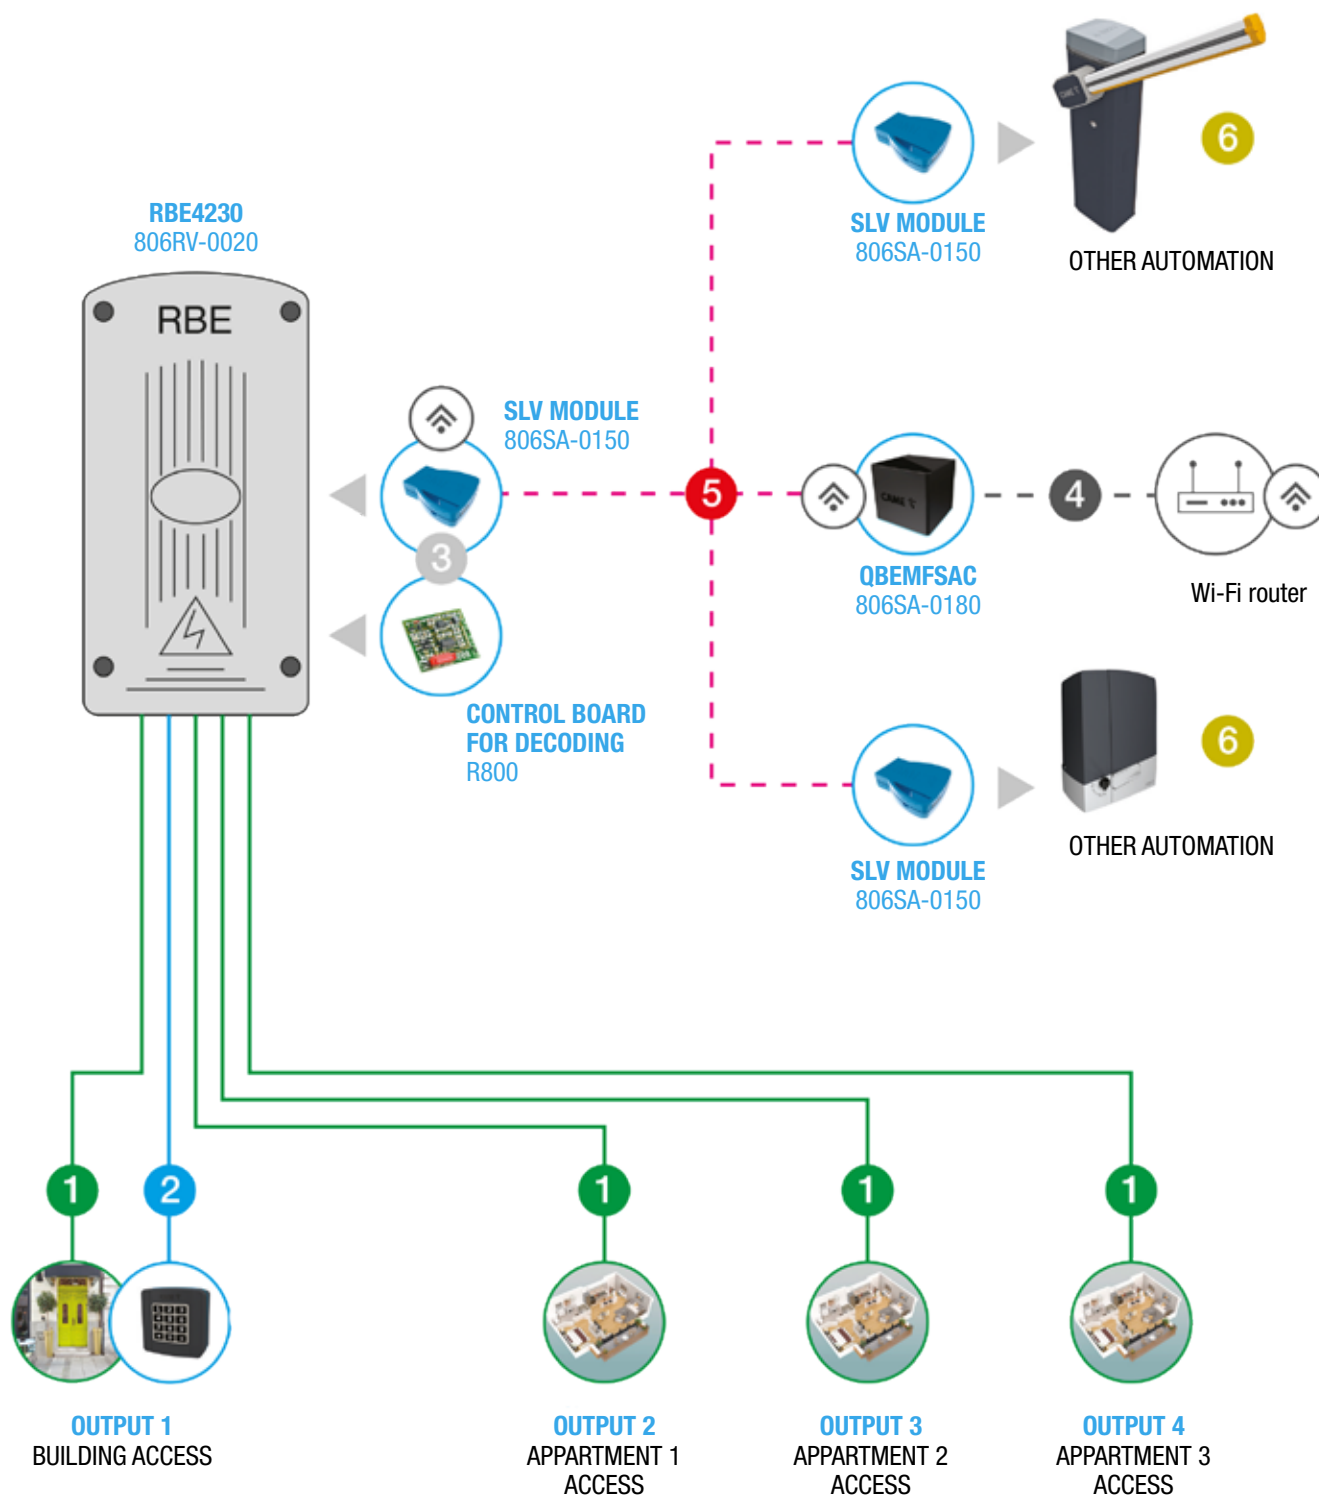 6
SLV MODULE
806SA-0150
OTHER AUTOMATION
RBE4230
806RV-0020
RBE
SLV MODULE
806SA-0150
3
5
CAME
QBEMFSAC
806SA-0180
4
Wi-Fi router
CONTROL BOARD
FOR DECODING
R800
6
SLV MODULE
806SA-0150
OTHER AUTOMATION
1
2
1
1
1
OUTPUT 1
BUILDING ACCESS
OUTPUT 2
APPARTMENT 1
ACCESS
OUTPUT 3
APPARTMENT 2
ACCESS
OUTPUT 4
APPARTMENT 3
ACCESS